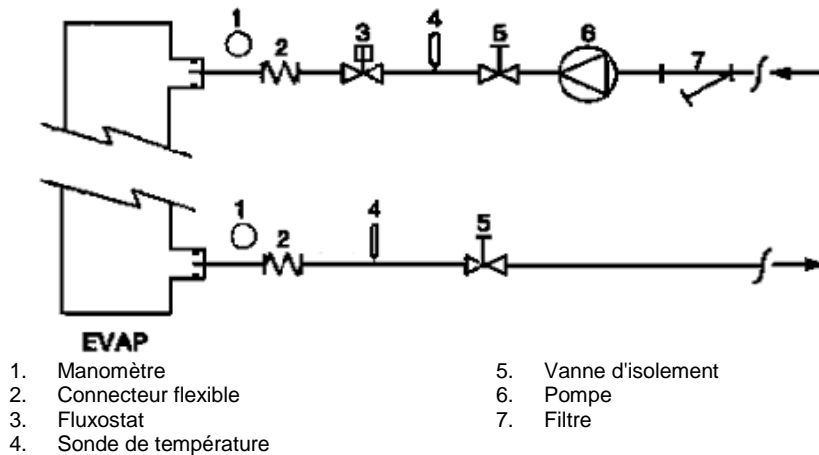 1 2 3 4 5 6 7
1 2 4 5
EVAP
1. Manomètre
2. Connecteur flexible
3. Fluxostat
4. Sonde de température
5. Vanne d'isolement
6. Pompe
7. Filtre